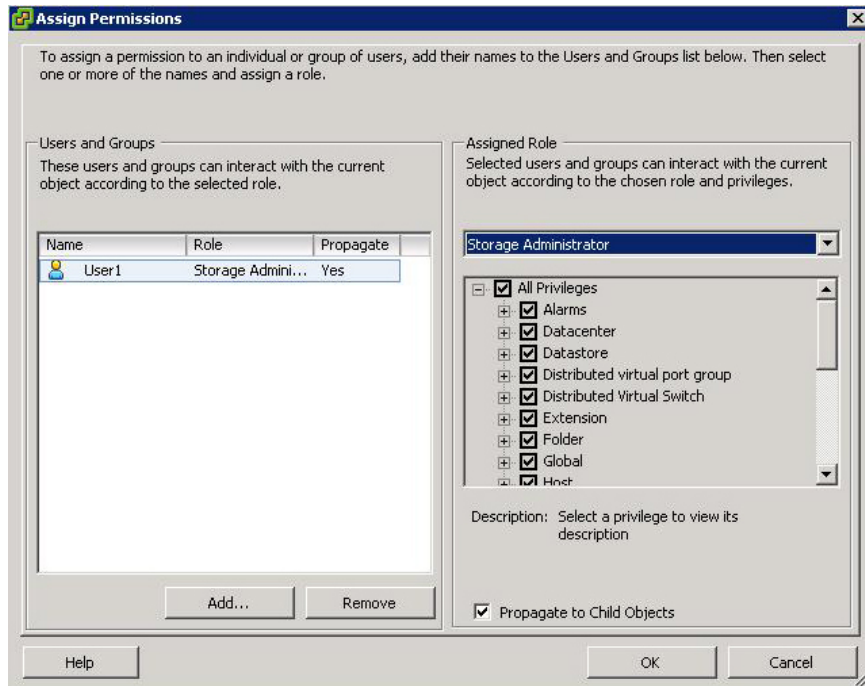 Assign Permissions
To assign a permission to an individual or group of users, add their names to the Users and Groups list below. Then select
one or more of the names and assign a role.
Users and Groups
These users and groups can interact with the current
object according to the selected role.
Name Role Propagate
User1 Storage Admini... Yes
Add... Remove
Assigned Role
Selected users and groups can interact with the current
object according to the chosen role and privileges.
Storage Administrator
All Privileges
Alarms
Datacenter
Datastore
Distributed virtual port group
Distributed Virtual Switch
Extension
Folder
Global
Host
Description: Select a privilege to view its
description
Propagate to Child Objects
Help OK Cancel